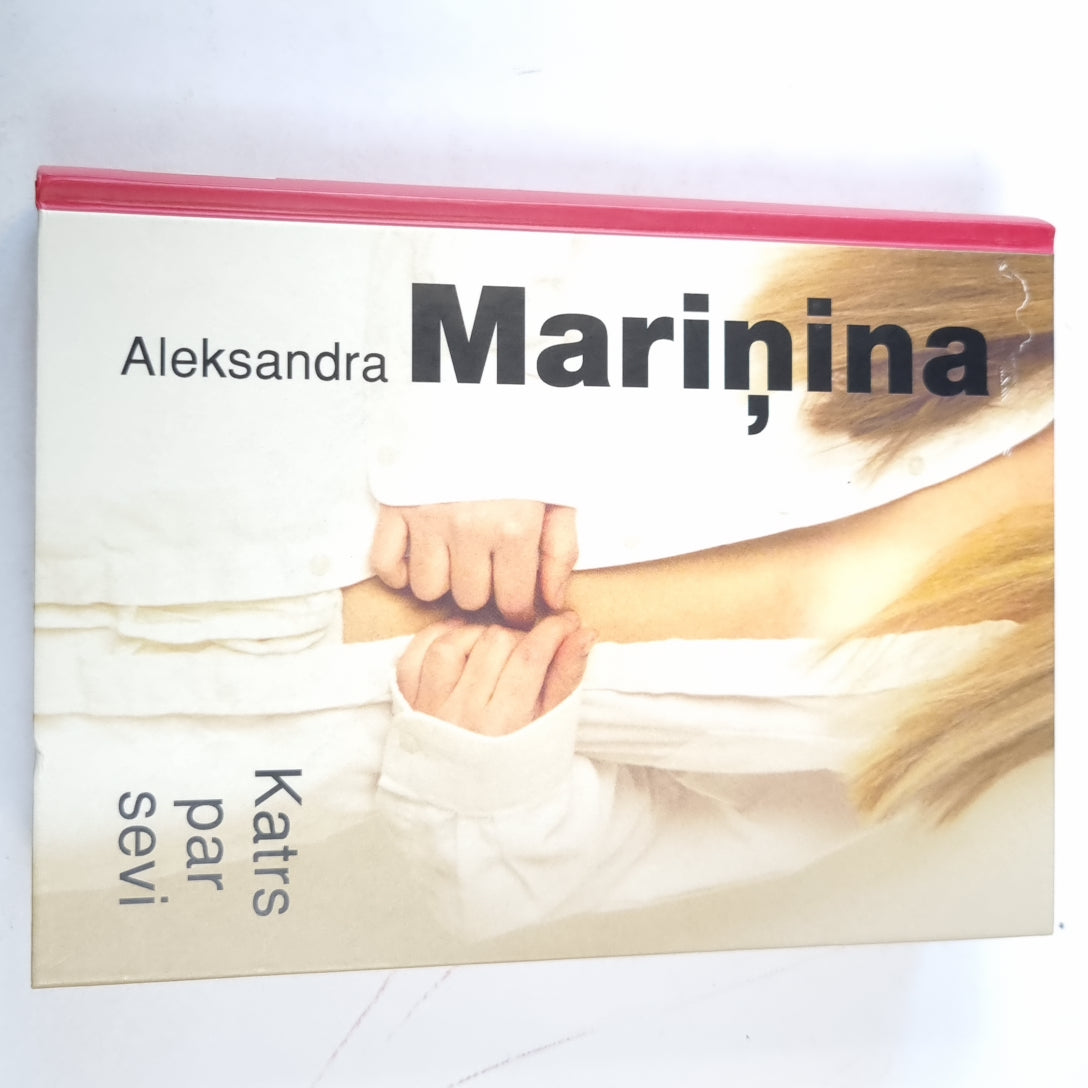 Aleksandra Mariņina
Katrs
par
sevi